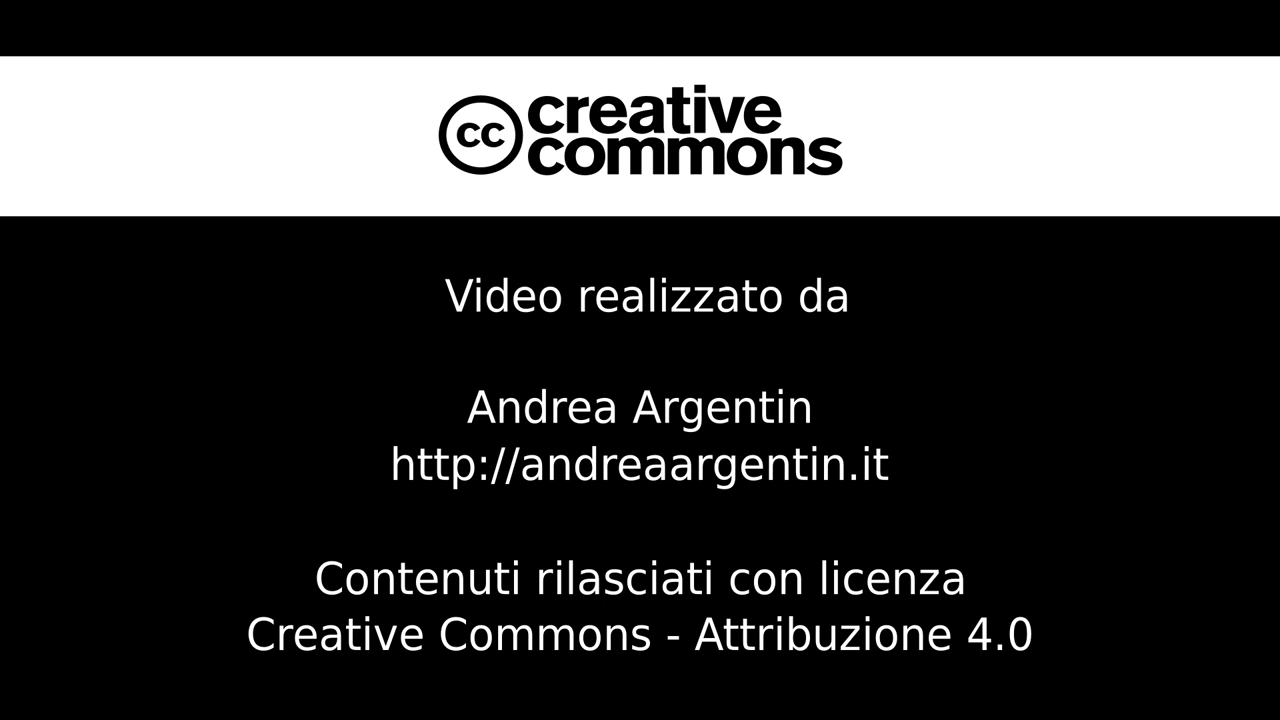 cc creative
commons
Video realizzato da
Andrea Argentin
http://andreaargentin.it
Contenuti rilasciati con licenza
Creative Commons - Attribuzione 4.0